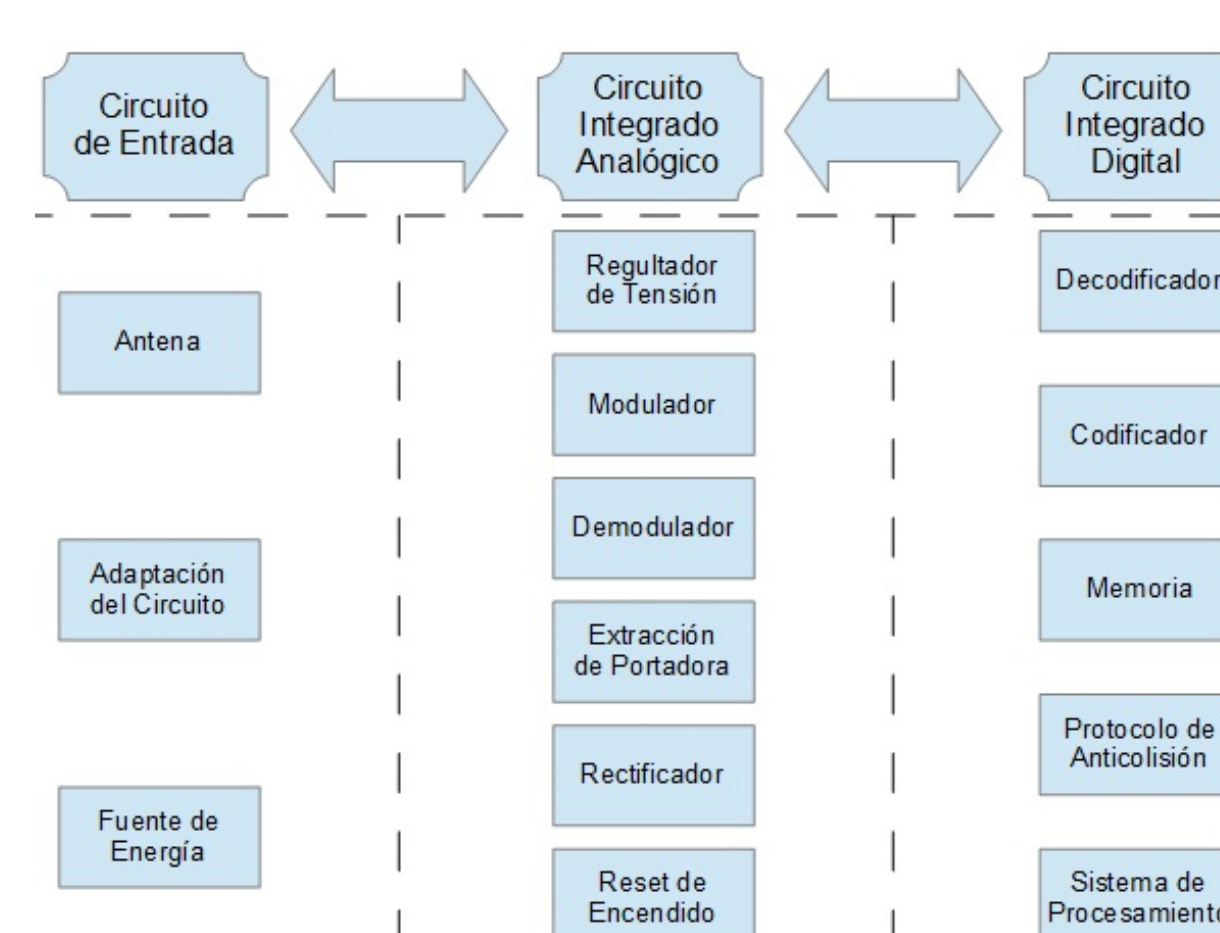 Circuito
de Entrada
Circuito
Integrado
Analógico
Circuito
Integrado
Digital
Antena
Adaptación
del Circuito
Fuente de
Energía
Regultador
de Tensión
Modulador
Demodulador
Extracción
de Portadora
Rectificador
Reset de
Encendido
Decodificador
Codificador
Memoria
Protocolo de
Anticolisión
Sistema de
Procesamiento